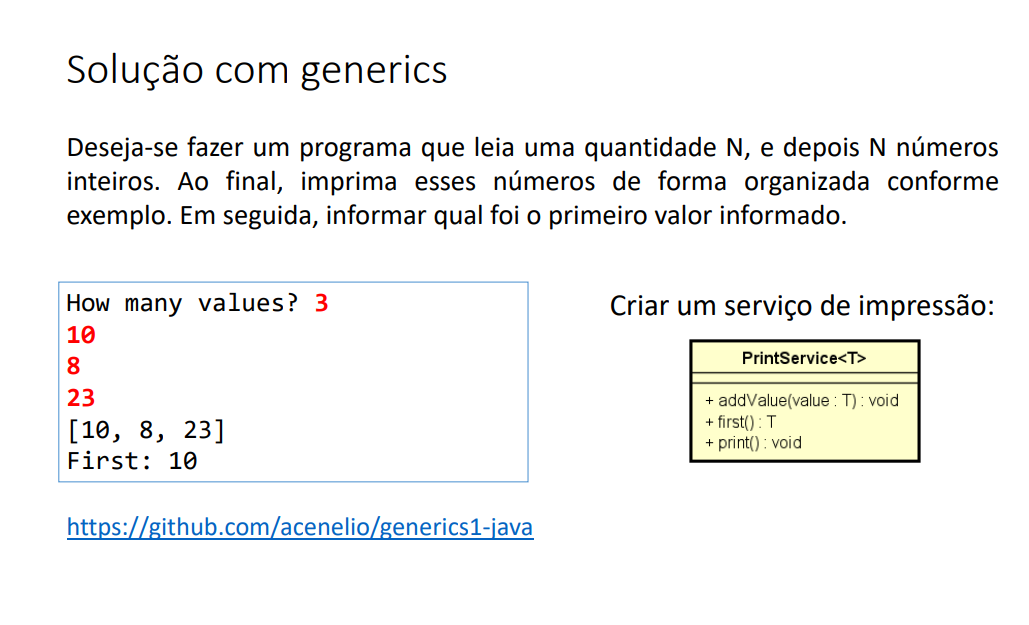 Solução com generics
Deseja-se fazer um programa que leia uma quantidade N, e depois N números
inteiros. Ao final, imprima esses números de forma organizada conforme
exemplo. Em seguida, informar qual foi o primeiro valor informado.
How many values? 3
10
8
23
[10, 8, 23]
First: 10
Criar um serviço de impressão:
PrintService<T>
+ addValue(value : T) : void
+ first() : T
+ print() : void
https://github.com/acenelio/generics1-java